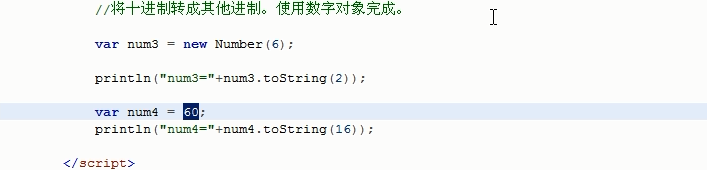 //将十进制转成其他进制。使用数字对象完成。
var num3 = new Number(6);
println("num3="+num3.toString(2));
var num4 = 60;
println("num4="+num4.toString(16));
</script>